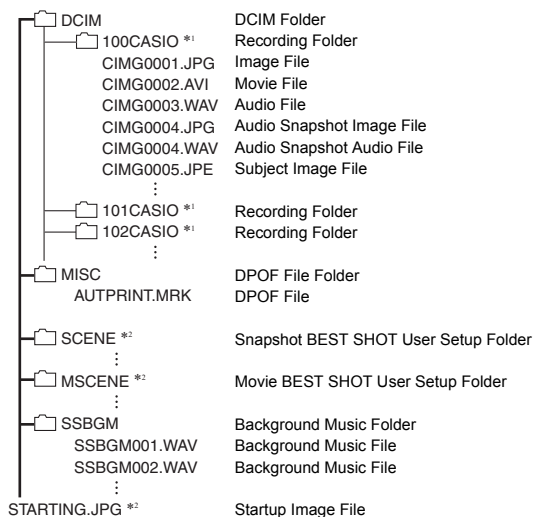 DCIM DCIM Folder
100CASIO *1 Recording Folder
CIMG0001.JPG Image File
CIMG0002.AVI Movie File
CIMG0003.WAV Audio File
CIMG0004.JPG Audio Snapshot Image File
CIMG0004.WAV Audio Snapshot Audio File
CIMG0005.JPE Subject Image File
101CASIO *1 Recording Folder
102CASIO *1 Recording Folder
MISC DPOF File Folder
AUTPRINT.MRK DPOF File
SCENE *2 Snapshot BEST SHOT User Setup Folder
MSCENE *2 Movie BEST SHOT User Setup Folder
SSBGM Background Music Folder
SSBGM001.WAV Background Music File
SSBGM002.WAV Background Music File
STARTING.JPG *2 Startup Image File